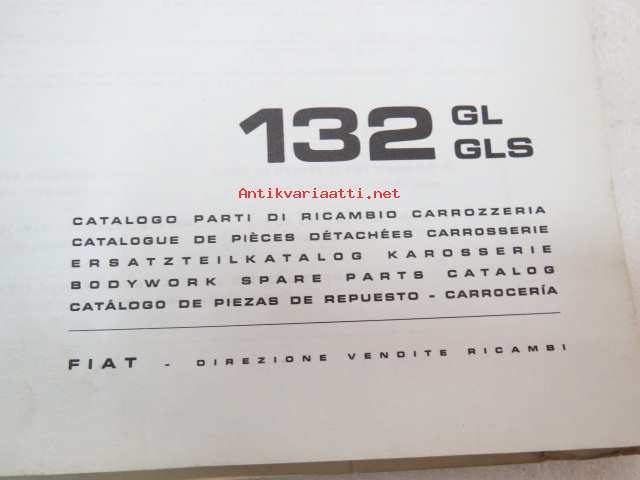 132 GL
GLS
Antikvariaatti.net
CATALOGO PARTI DI RICAMBIO CARROZZERIA
CATALOGUE DE PIÈCES DÉTACHÉES CARROSSERIE
ERSATZTEILKATALOG KAROSSERIE
BODYWORK SPARE PARTS CATALOG
CATÁLOGO DE PIEZAS DE REPUESTO - CARROCERÍA
FIAT - DIREZIONE VENDITE RICAMBI